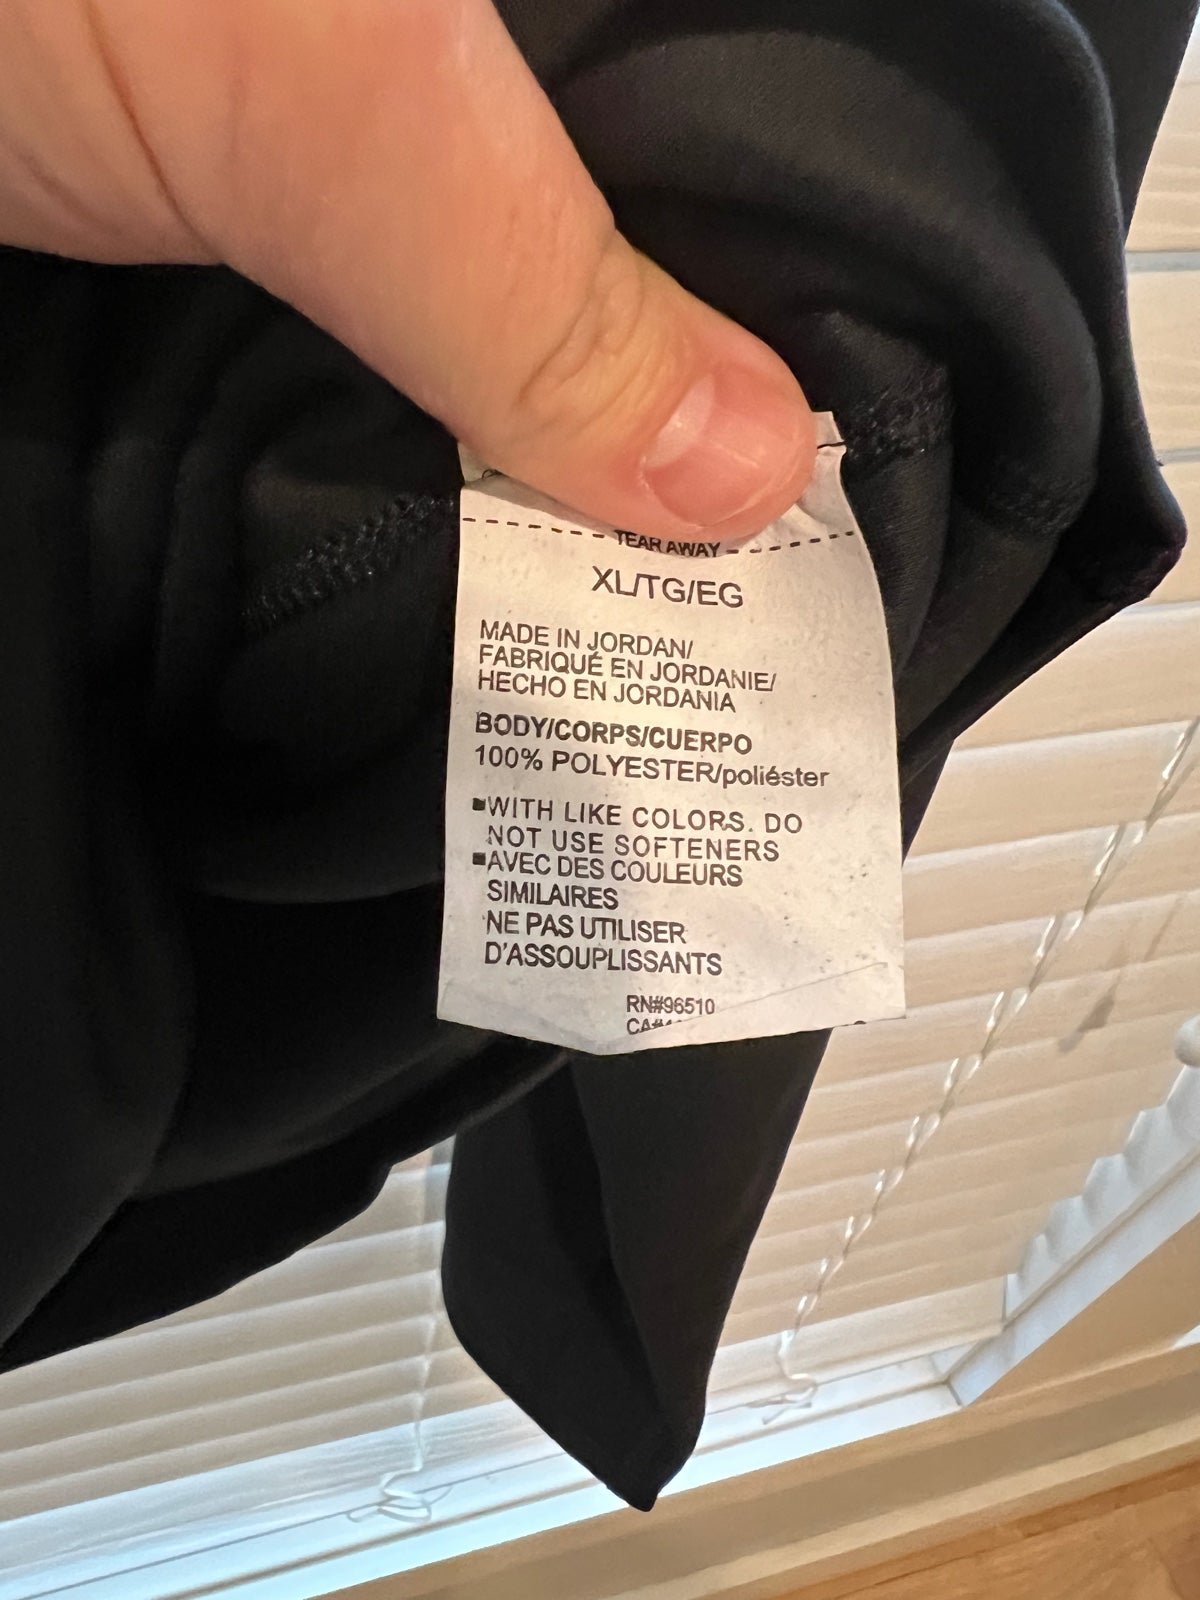 TEAR AWAY
XL/TG/EG
MADE IN JORDAN/
FABRIQUÉ EN JORDANIE/
HECHO EN JORDANIA
BODY/CORPS/CUERPO
100% POLYESTER/poliéster
▪WITH LIKE COLORS. DO
NOT USE SOFTENERS
▪AVEC DES COULEURS
SIMILAIRES
NE PAS UTILISER
D'ASSOUPLISSANTS
RN#96510